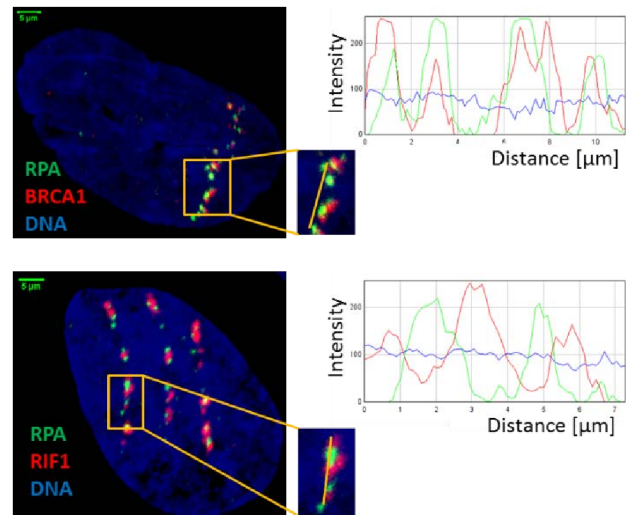 5 µm
RPA
BRCA1
DNA
Intensity
200
100
0
0 2 4 6 8 10
Distance [µm]
5 µm
RPA
RIF1
DNA
Intensity
200
100
0
0 1 2 3 4 5 6 7
Distance [µm]